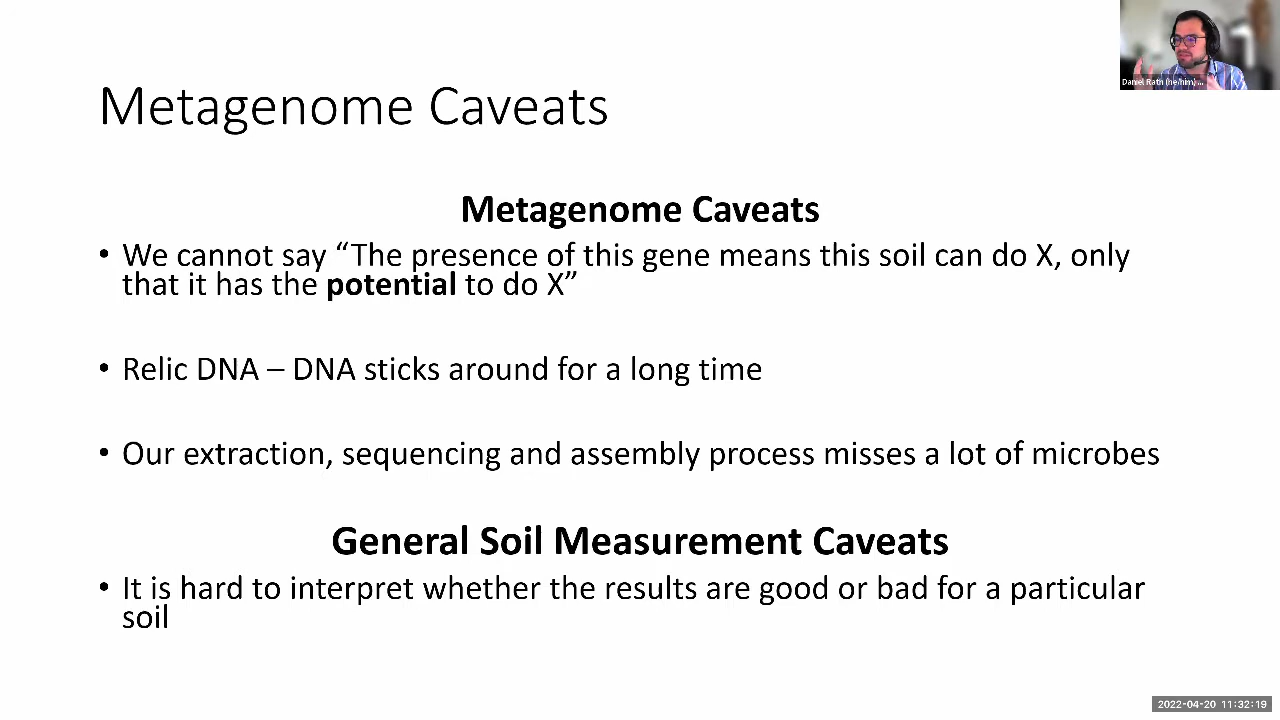 Daniel Rath (he/him)...
Metagenome Caveats
Metagenome Caveats
• We cannot say “The presence of this gene means this soil can do X, only
that it has the potential to do X”
• Relic DNA – DNA sticks around for a long time
• Our extraction, sequencing and assembly process misses a lot of microbes
General Soil Measurement Caveats
• It is hard to interpret whether the results are good or bad for a particular
soil
2022-04-20 11:32:19